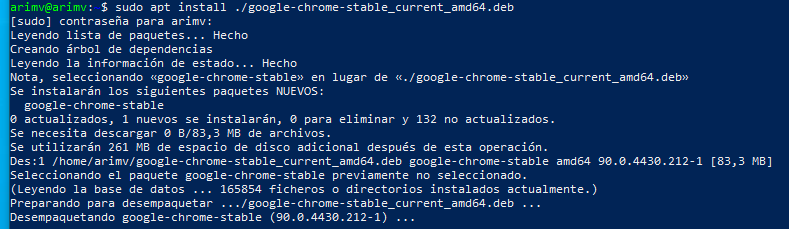 arimv@arimv: $ sudo apt install ./google-chrome-stable_current_amd64.deb
[sudo] contraseña para arimv:
Leyendo lista de paquetes... Hecho
Creando árbol de dependencias
Leyendo la información de estado... Hecho
Nota, seleccionando «google-chrome-stable» en lugar de «./google-chrome-stable_current_amd64.deb»
Se instalarán los siguientes paquetes NUEVOS:
  google-chrome-stable
0 actualizados, 1 nuevos se instalarán, 0 para eliminar y 132 no actualizados.
Se necesita descargar 0 B/83,3 MB de archivos.
Se utilizarán 261 MB de espacio de disco adicional después de esta operación.
Des:1 /home/arimv/google-chrome-stable_current_amd64.deb google-chrome-stable amd64 90.0.4430.212-1 [83,3 MB]
Seleccionando el paquete google-chrome-stable previamente no seleccionado.
(Leyendo la base de datos ... 165854 ficheros o directorios instalados actualmente.)
Preparando para desempaquetar .../google-chrome-stable_current_amd64.deb ...
Desempaquetando google-chrome-stable (90.0.4430.212-1) ...